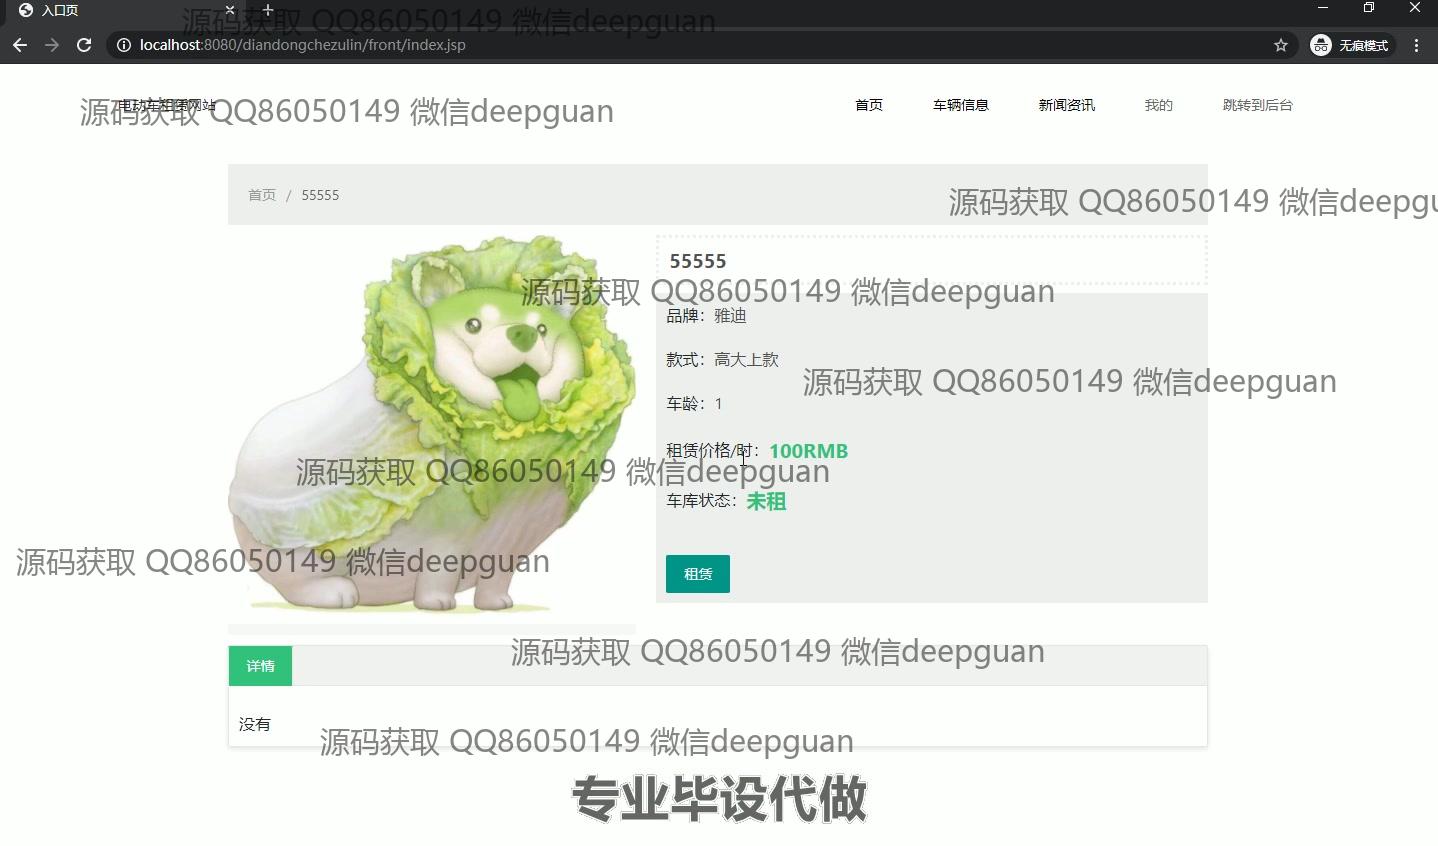 入口页
源码获取 QQ86050149 微信deepguan
localhost:8080/diandongchezulin/front/index.jsp
无痕模式
电动车租赁网站
源码获取 QQ86050149 微信deepguan
首页
车辆信息
新闻资讯
我的
跳转到后台
首页 / 55555
源码获取 QQ86050149 微信deepgu
55555
源码获取 QQ86050149 微信deepguan
品牌：雅迪
款式：高大上款
源码获取 QQ86050149 微信deepguan
车龄：1
租赁价格/时：100RMB
源码获取 QQ86050149 微信deepguan
车库状态：未租
源码获取 QQ86050149 微信deepguan
租赁
源码获取 QQ86050149 微信deepguan
详情
没有
源码获取 QQ86050149 微信deepguan
专业毕设代做